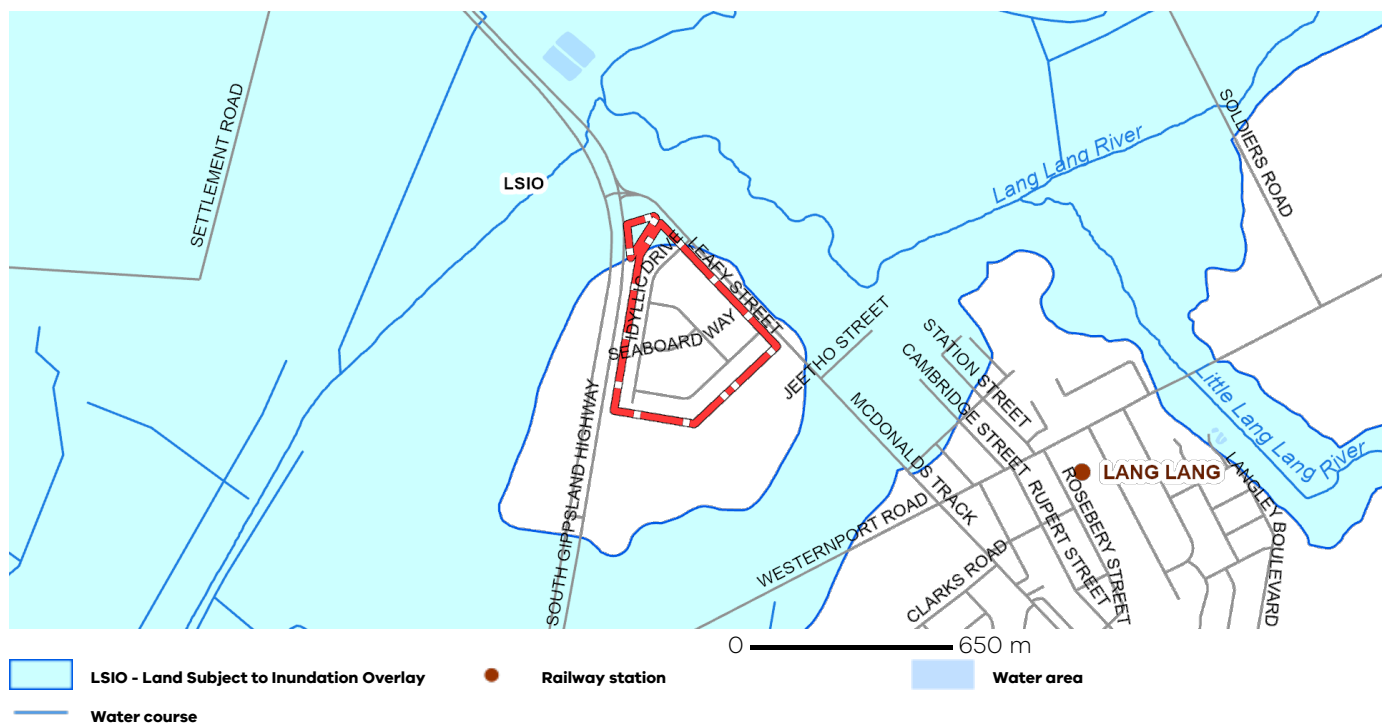 SETTLEMENT ROAD
SOLDIERS ROAD
Lang Lang River
LSIO
IDYLLIC DRIVE
LEAFY STREET
SEABOARD WAY
JEETHO STREET
STATION STREET
CAMBRIDGE STREET
MCDONALDS TRACK
Little Lang Lang River
SOUTH GIPPSLAND HIGHWAY
LANG LANG
WESTERNPORT ROAD
RUPERT STREET
ROSEBERY STREET
LANGLEY BOULEVARD
CLARKS ROAD
0 650 m
LSIO - Land Subject to Inundation Overlay
Railway station
Water area
Water course